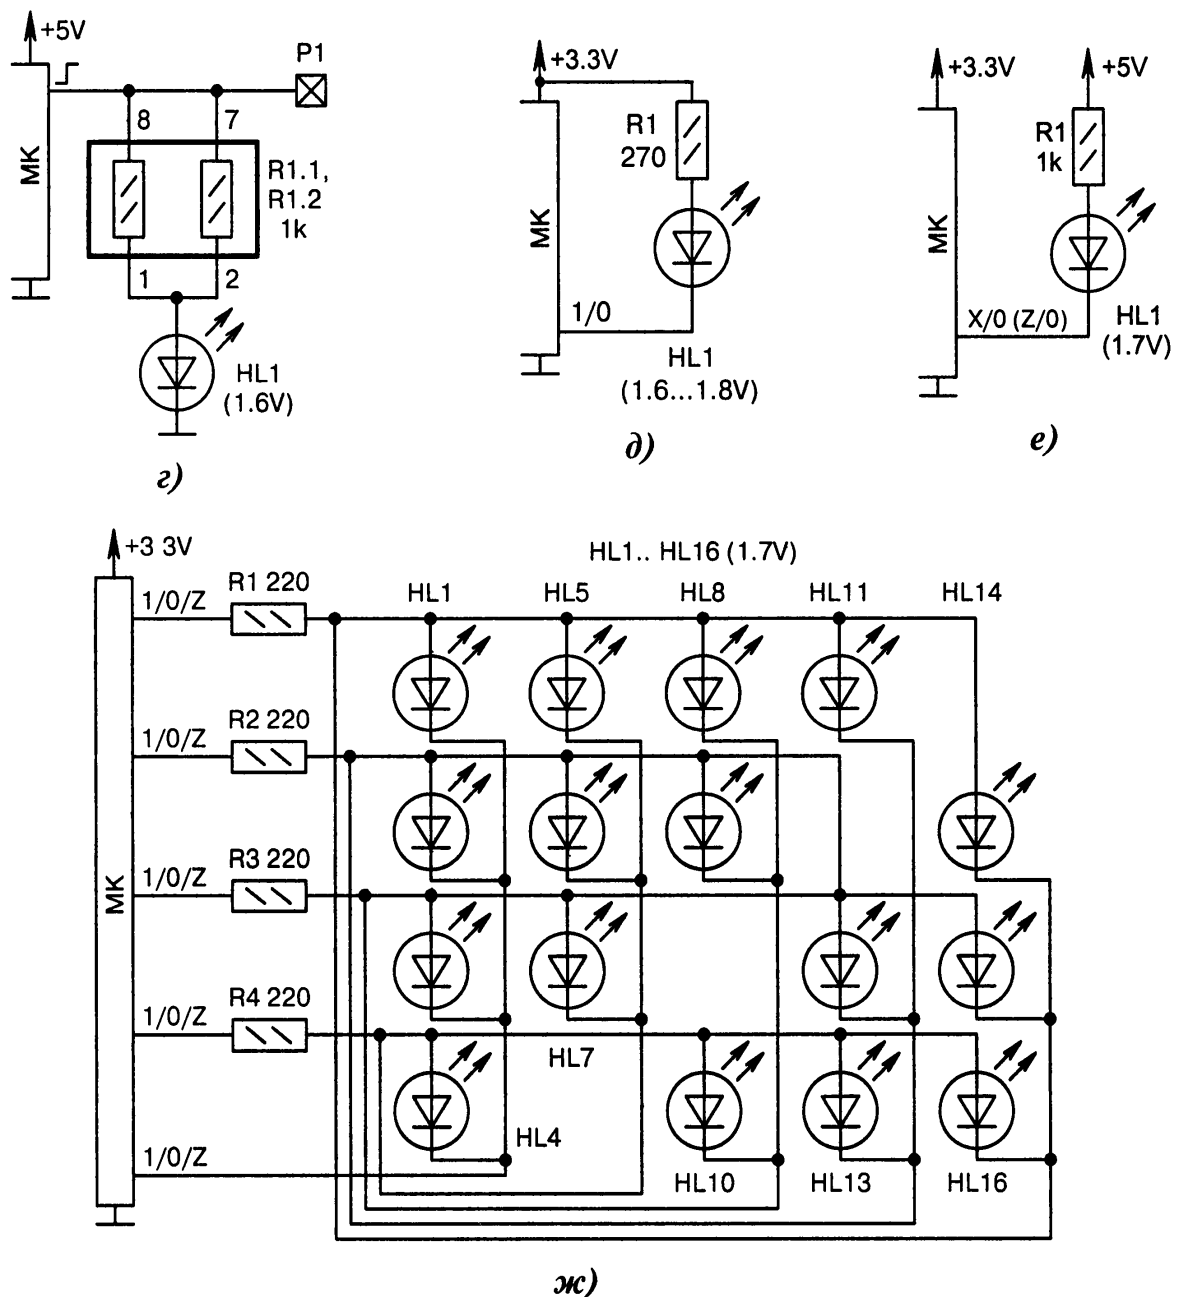 +5V
P1
8
7
МК
R1.1,
R1.2
1k
1
2
HL1
(1.6V)
г)
+3.3V
R1
270
МК
1/0
HL1
(1.6...1.8V)
д)
+3.3V
+5V
R1
1k
МК
X/0 (Z/0)
HL1
(1.7V)
е)
+3 3V
HL1.. HL16 (1.7V)
1/0/Z
R1 220
HL1
HL5
HL8
HL11
HL14
1/0/Z
R2 220
МК
1/0/Z
R3 220
1/0/Z
R4 220
HL7
HL4
1/0/Z
HL10
HL13
HL16
ж)